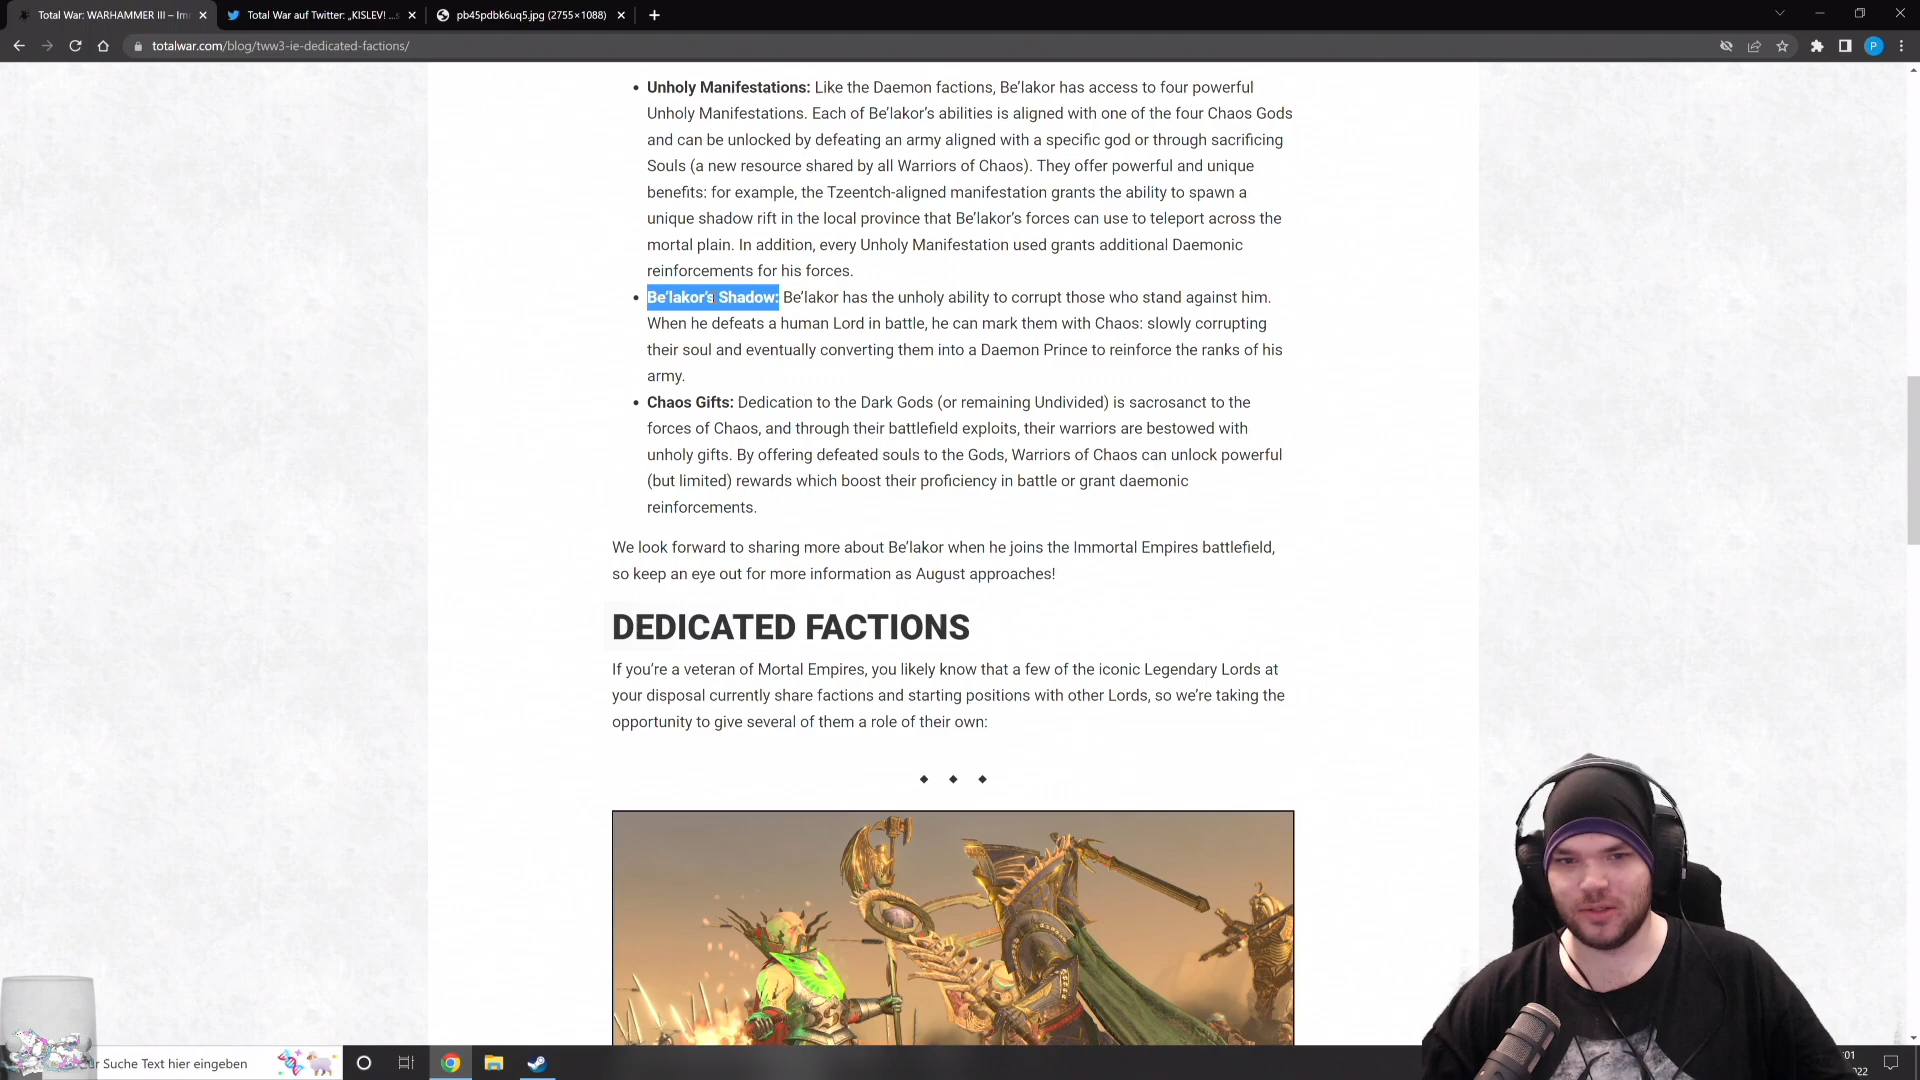 Total War: WARHAMMER III – Im
Total War auf Twitter: „KISLEV! ...
pb45pdbk6uq5.jpg (2755×1088)
totalwar.com/blog/tww3-ie-dedicated-factions/
P
Unholy Manifestations: Like the Daemon factions, Be’lakor has access to four powerful
Unholy Manifestations. Each of Be’lakor’s abilities is aligned with one of the four Chaos Gods
and can be unlocked by defeating an army aligned with a specific god or through sacrificing
Souls (a new resource shared by all Warriors of Chaos). They offer powerful and unique
benefits: for example, the Tzeentch-aligned manifestation grants the ability to spawn a
unique shadow rift in the local province that Be’lakor’s forces can use to teleport across the
mortal plain. In addition, every Unholy Manifestation used grants additional Daemonic
reinforcements for his forces.
Be’lakor’s Shadow: Be’lakor has the unholy ability to corrupt those who stand against him.
When he defeats a human Lord in battle, he can mark them with Chaos: slowly corrupting
their soul and eventually converting them into a Daemon Prince to reinforce the ranks of his
army.
Chaos Gifts: Dedication to the Dark Gods (or remaining Undivided) is sacrosanct to the
forces of Chaos, and through their battlefield exploits, their warriors are bestowed with
unholy gifts. By offering defeated souls to the Gods, Warriors of Chaos can unlock powerful
(but limited) rewards which boost their proficiency in battle or grant daemonic
reinforcements.
We look forward to sharing more about Be’lakor when he joins the Immortal Empires battlefield,
so keep an eye out for more information as August approaches!
DEDICATED FACTIONS
If you’re a veteran of Mortal Empires, you likely know that a few of the iconic Legendary Lords at
your disposal currently share factions and starting positions with other Lords, so we’re taking the
opportunity to give several of them a role of their own:
Suche Text hier eingeben
:01
2022